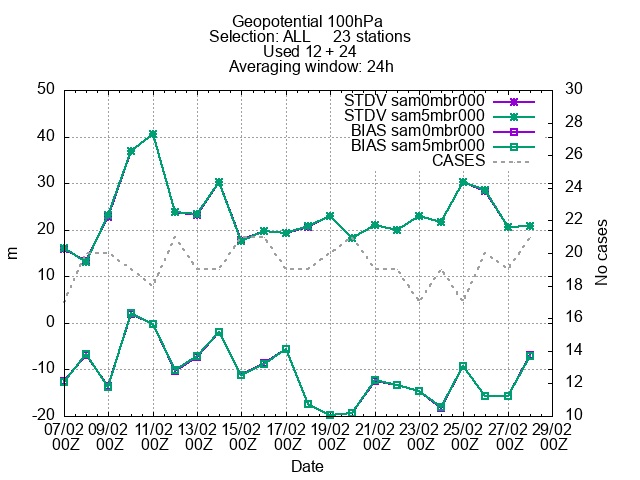 Geopotential 100hPa
Selection: ALL 23 stations
Used 12 + 24
Averaging window: 24h
STDV sam0mbr000
STDV sam5mbr000
BIAS sam0mbr000
BIAS sam5mbr000
CASES
50
40
30
20
10
0
-10
-20
m
30
28
26
24
22
20
18
16
14
12
10
No cases
07/02 09/02 11/02 13/02 15/02 17/02 19/02 21/02 23/02 25/02 27/02 29/02
00Z 00Z 00Z 00Z 00Z 00Z 00Z 00Z 00Z 00Z 00Z 00Z
Date